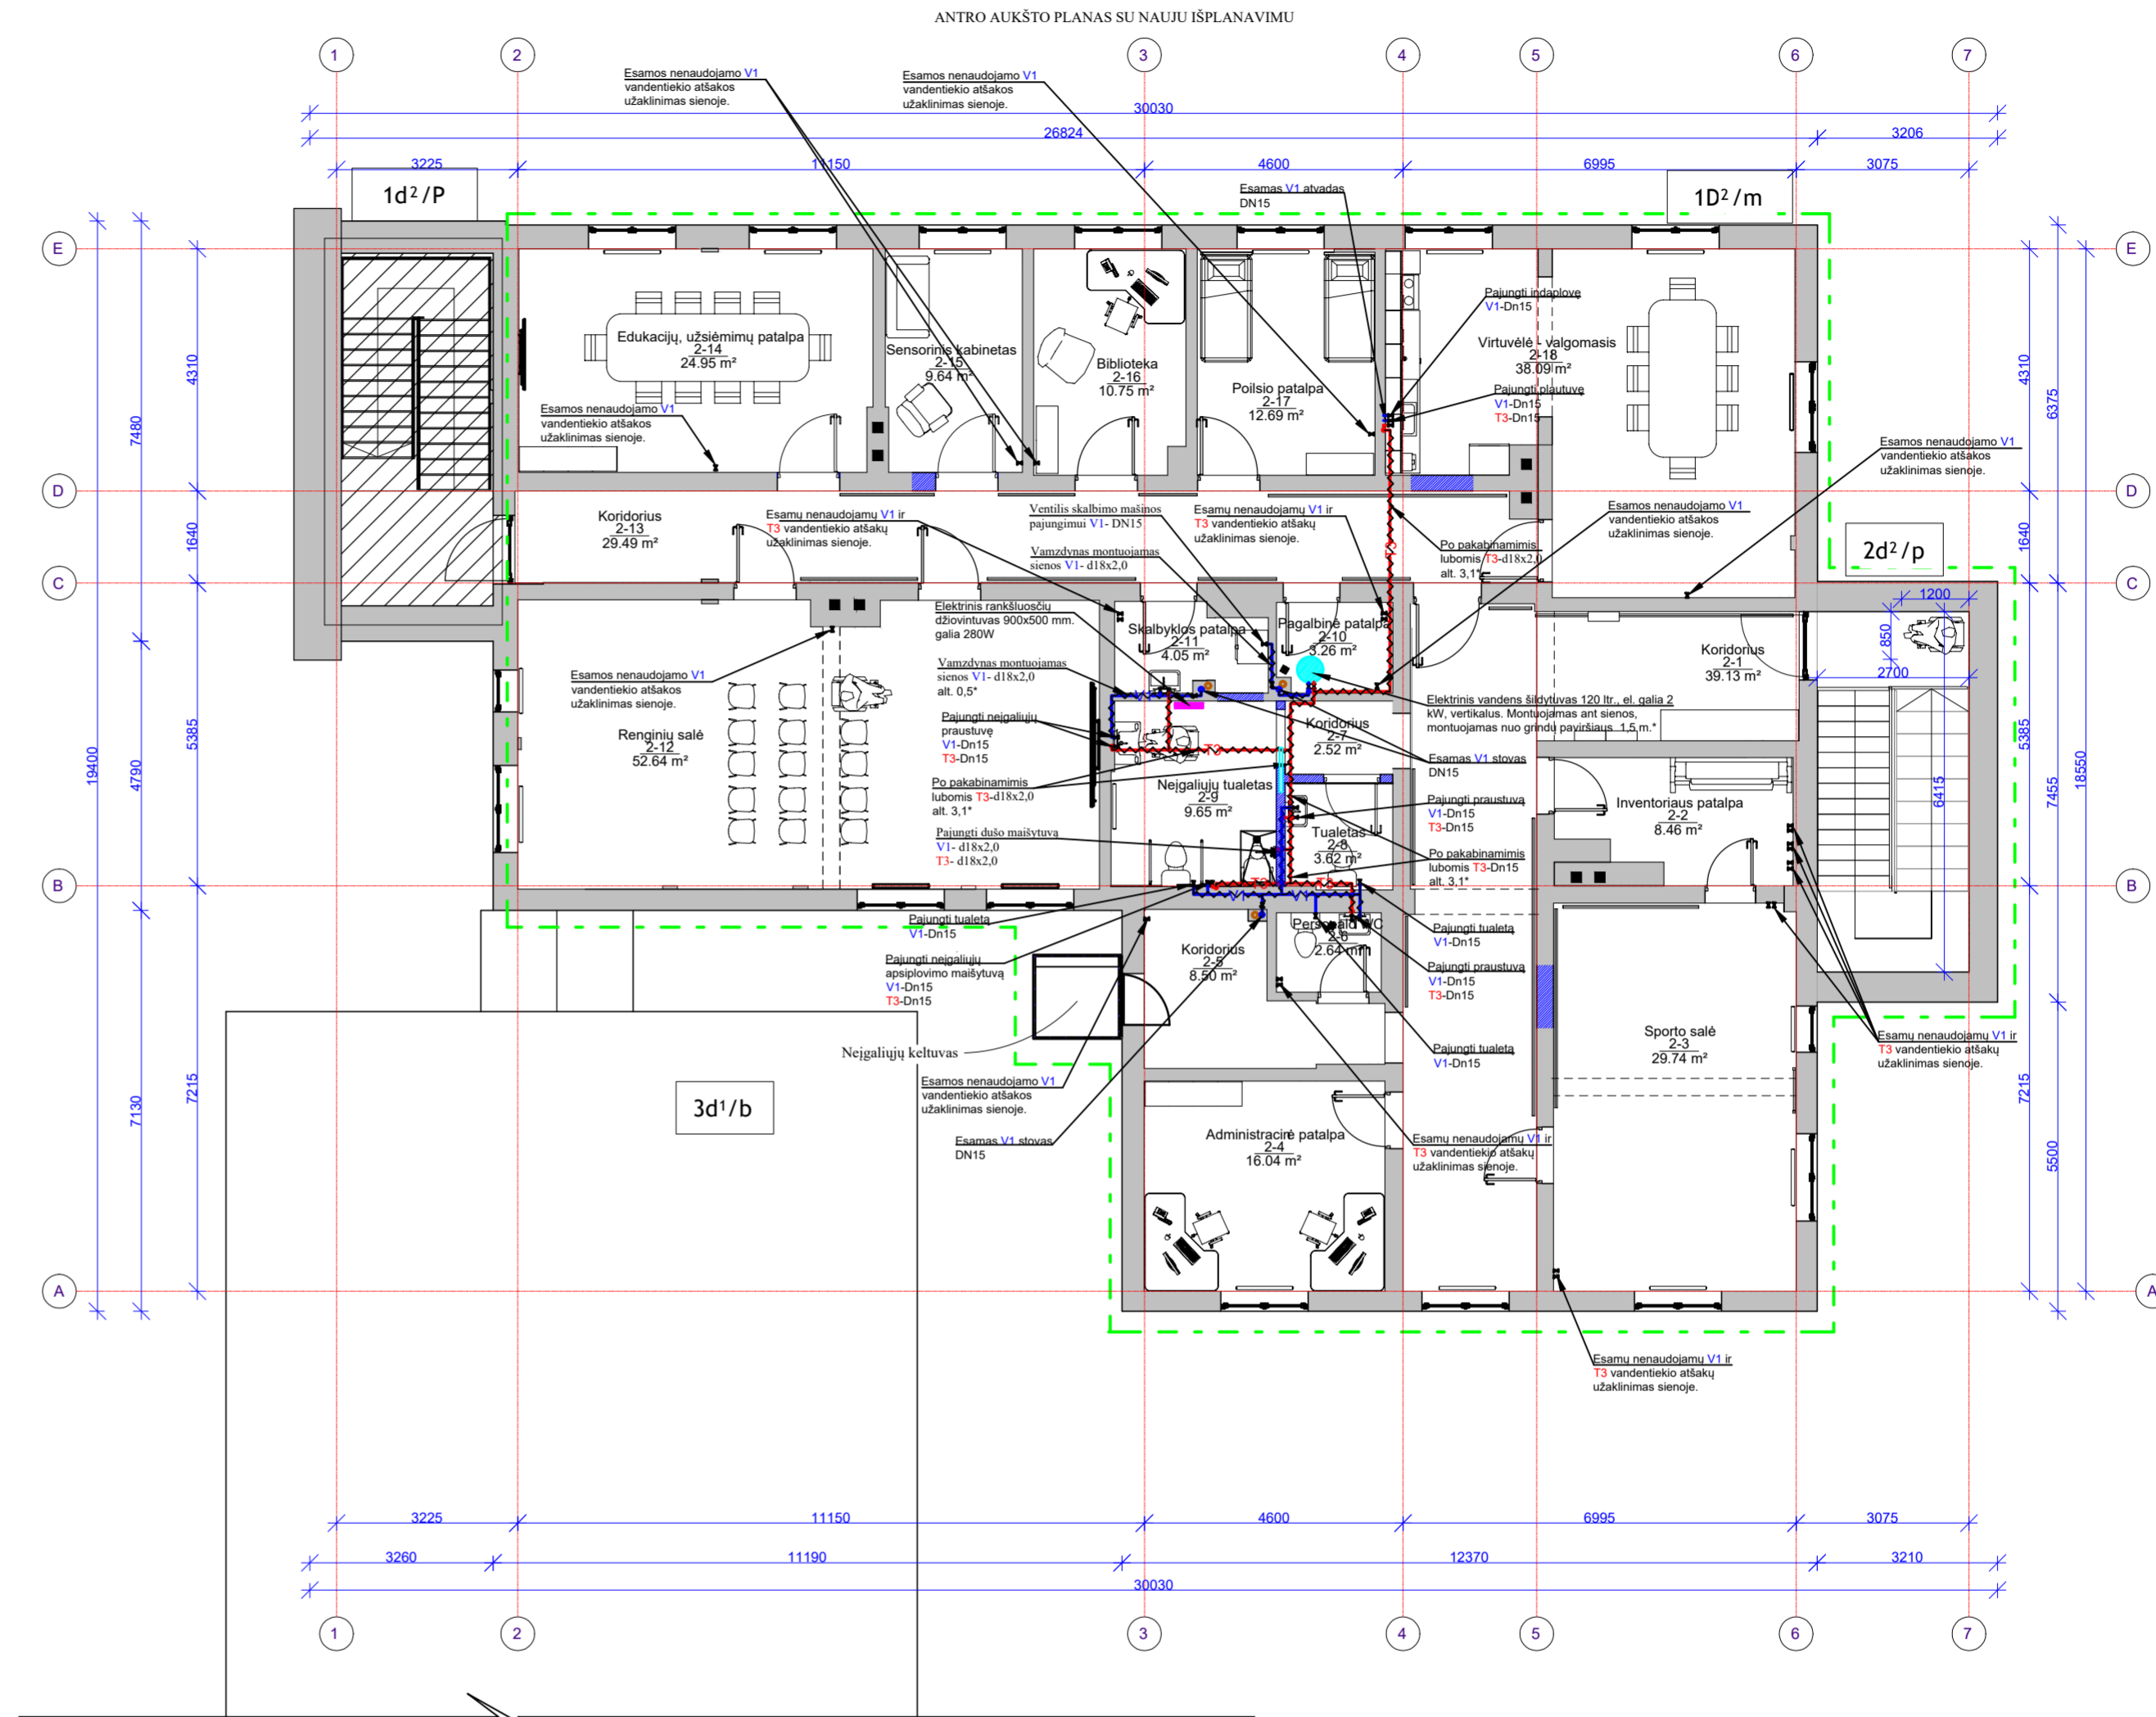 ANTRO AUKŠTO PLANAS SU NAUJU IŠPLANAVIMU
1
2
3
4
5
6
7
Esamos nenaudojamo V1
vandentiekio atšakos
užaklinimas sienoje.
Esamos nenaudojamo V1
vandentiekio atšakos
užaklinimas sienoje.
30030
26824
3206
3225
11150
4600
6995
3075
1d²/P
Esamas V1 atvadas
DN15
1D²/m
E
E
Pajungti indaplovę
V1-Dn15
Edukacijų, užsiėmimų patalpa
2-14
24.95 m²
Sensorinis kabinetas
2-15
9.64 m²
Biblioteka
2-16
10.75 m²
Poilsio patalpa
2-17
12.69 m²
Virtuvėlė - valgomasis
2-18
38.09 m²
Pajungti plautuvę
V1-Dn15
T3-Dn15
4310
7480
4310
6375
Esamos nenaudojamo V1
vandentiekio atšakos
užaklinimas sienoje.
Esamos nenaudojamo V1
vandentiekio atšakos
užaklinimas sienoje.
D
D
Koridorius
2-13
29.49 m²
Esamų nenaudojamų V1 ir
T3 vandentiekio atšakų
užaklinimas sienoje.
Ventilis skalbimo mašinos
pajungimui V1- DN15
Esamų nenaudojamų V1 ir
T3 vandentiekio atšakų
užaklinimas sienoje.
Esamos nenaudojamo V1
vandentiekio atšakos
užaklinimas sienoje.
Vamzdynas montuojamas
sienos V1- d18x2,0
T3
Po pakabinamimis
lubomis T3-d18x2,0
alt. 3,1*
2d²/p
1640
1640
C
C
Elektrinis rankšluosčių
džiovintuvas 900x500 mm.
galia 280W
Skalbyklos patalpa
2-11
4.05 m²
Pagalbinė patalpa
2-10
3.26 m²
1200
850
2700
Koridorius
2-1
39.13 m²
Vamzdynas montuojamas
sienos V1- d18x2,0
alt. 0,5*
Esamos nenaudojamo V1
vandentiekio atšakos
užaklinimas sienoje.
Elektrinis vandens šildytuvas 120 ltr., el. galia 2
kW, vertikalus. Montuojamas ant sienos,
montuojamas nuo grindų paviršiaus 1,5 m.*
Pajungti neįgaliųjų
praustuvę
V1-Dn15
T3-Dn15
Renginių salė
2-12
52.64 m²
Koridorius
2-7
2.52 m²
T3
Esamas V1 stovas
DN15
Po pakabinamimis
lubomis T3-d18x2,0
alt. 3,1*
Neįgaliųjų tualetas
2-9
9.65 m²
Pajungti praustuvą
V1-Dn15
T3-Dn15
Inventoriaus patalpa
2-2
8.46 m²
Pajungti dušo maišytuvą
V1- d18x2,0
T3- d18x2,0
Tualetas
2-8
3.62 m²
Po pakabinamimis
lubomis T3-Dn15
alt. 3,1*
19400
4790
5385
5385
7455
18550
6415
B
B
T3
T3
V1
V1
Pajungti tualetą
V1-Dn15
Personalo WC
2-6
2.64 m²
Pajungti tualetą
V1-Dn15
Pajungti neįgaliųjų
apsiplovimo maišytuvą
V1-Dn15
T3-Dn15
Koridorius
2-5
8.50 m²
Pajungti praustuvą
V1-Dn15
T3-Dn15
Neįgaliųjų keltuvas
Pajungti tualetą
V1-Dn15
Sporto salė
2-3
29.74 m²
Esamų nenaudojamų V1 ir
T3 vandentiekio atšakų
užaklinimas sienoje.
Esamos nenaudojamo V1
vandentiekio atšakos
užaklinimas sienoje.
3d¹/b
7130
7215
7215
5500
Esamas V1 stovas
DN15
Administracinė patalpa
2-4
16.04 m²
Esamų nenaudojamų V1 ir
T3 vandentiekio atšakų
užaklinimas sienoje.
A
A
Esamų nenaudojamų V1 ir
T3 vandentiekio atšakų
užaklinimas sienoje.
3225
11150
4600
6995
3075
3260
11190
12370
3210
30030
1
2
3
4
5
6
7